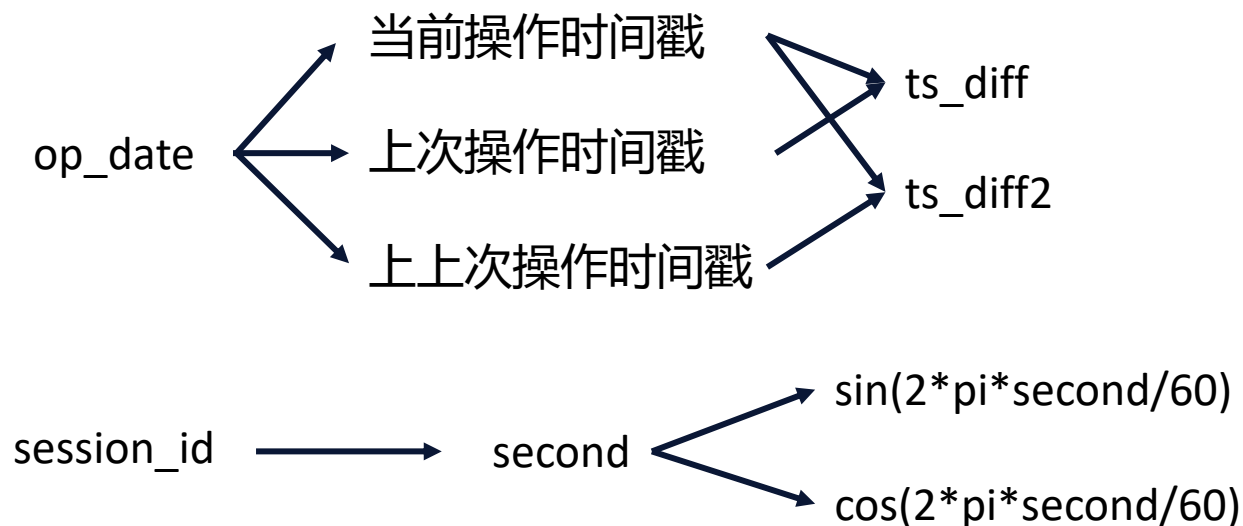 当前操作时间戳
ts_diff
op_date
上次操作时间戳
ts_diff2
上上次操作时间戳
sin(2*pi*second/60)
session_id
second
cos(2*pi*second/60)